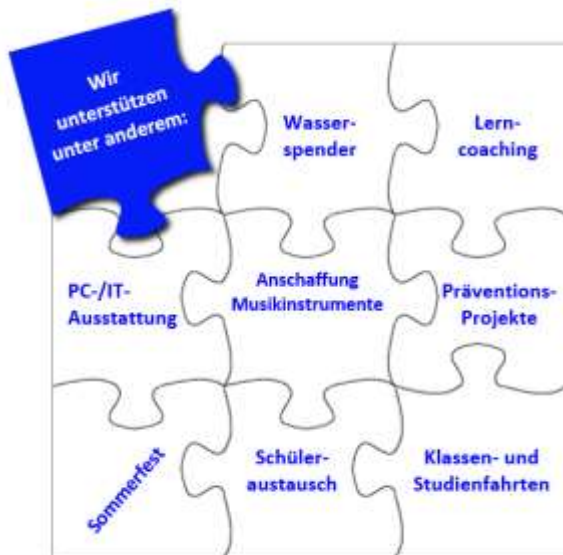 Wir
unterstützen
unter anderem:
Wasser-
spender
Lern-
coaching
PC-/IT-
Ausstattung
Anschaffung
Musikinstrumente
Präventions-
Projekte
Sommerfest
Schüler-
austausch
Klassen- und
Studienfahrten